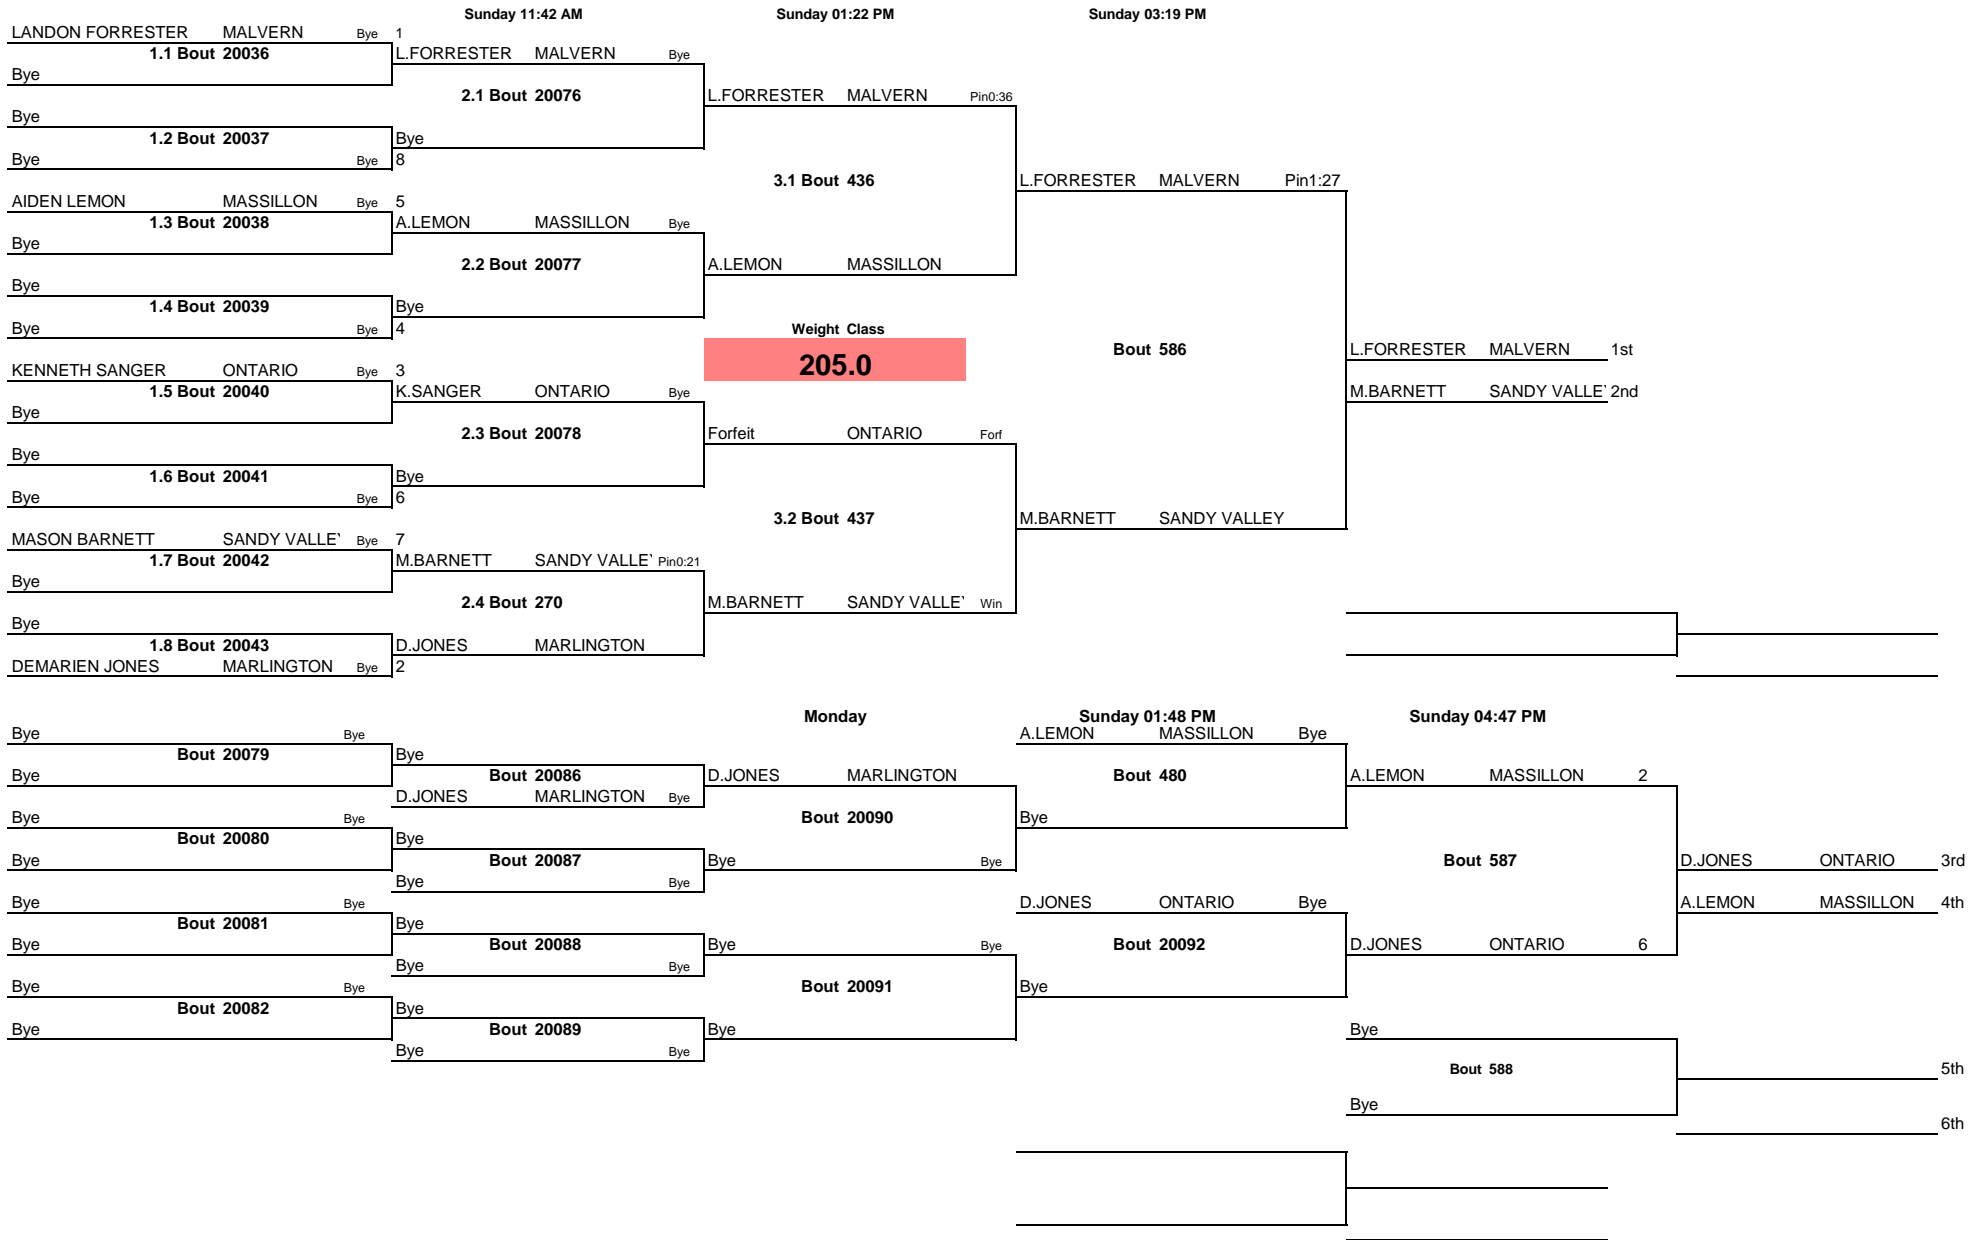 Sunday 11:42 AM Sunday 01:22 PM Sunday 03:19 PM
LANDON FORRESTER MALVERN Bye 1
1.1 Bout 20036 L.FORRESTER MALVERN Bye
Bye
2.1 Bout 20076 L.FORRESTER MALVERN Pin0:36
Bye
1.2 Bout 20037 Bye
Bye Bye 8
3.1 Bout 436 L.FORRESTER MALVERN Pin1:27
AIDEN LEMON MASSILLON Bye 5
1.3 Bout 20038 A.LEMON MASSILLON Bye
Bye
2.2 Bout 20077 A.LEMON MASSILLON
Bye
1.4 Bout 20039 Bye
Bye Bye 4 Weight Class
Bout 586 L.FORRESTER MALVERN 1st
205.0
KENNETH SANGER ONTARIO Bye 3
1.5 Bout 20040 K.SANGER ONTARIO Bye M.BARNETT SANDY VALLE 2nd
Bye
2.3 Bout 20078 Forfeit ONTARIO Forf
Bye
1.6 Bout 20041 Bye
Bye Bye 6
3.2 Bout 437 M.BARNETT SANDY VALLEY
MASON BARNETT SANDY VALLE Bye 7
1.7 Bout 20042 M.BARNETT SANDY VALLE Pin0:21
Bye
2.4 Bout 270 M.BARNETT SANDY VALLE Win
Bye
1.8 Bout 20043 D.JONES MARLINGTON
DEMARIEN JONES MARLINGTON Bye 2
Monday Sunday 01:48 PM Sunday 04:47 PM
Bye Bye A.LEMON MASSILLON Bye
Bout 20079 Bye
Bye Bout 20086 D.JONES MARLINGTON Bout 480 A.LEMON MASSILLON 2
D.JONES MARLINGTON Bye
Bye Bye Bout 20090 Bye
Bout 20080 Bye
Bye Bout 20087 Bye Bye Bout 587 D.JONES ONTARIO 3rd
Bye Bye
Bye Bye D.JONES ONTARIO Bye A.LEMON MASSILLON 4th
Bout 20081 Bye
Bye Bout 20088 Bye Bye Bout 20092 D.JONES ONTARIO 6
Bye Bye
Bye Bye Bout 20091 Bye
Bout 20082 Bye
Bye Bout 20089 Bye Bye
Bye Bye
Bout 588 5th
Bye
6th